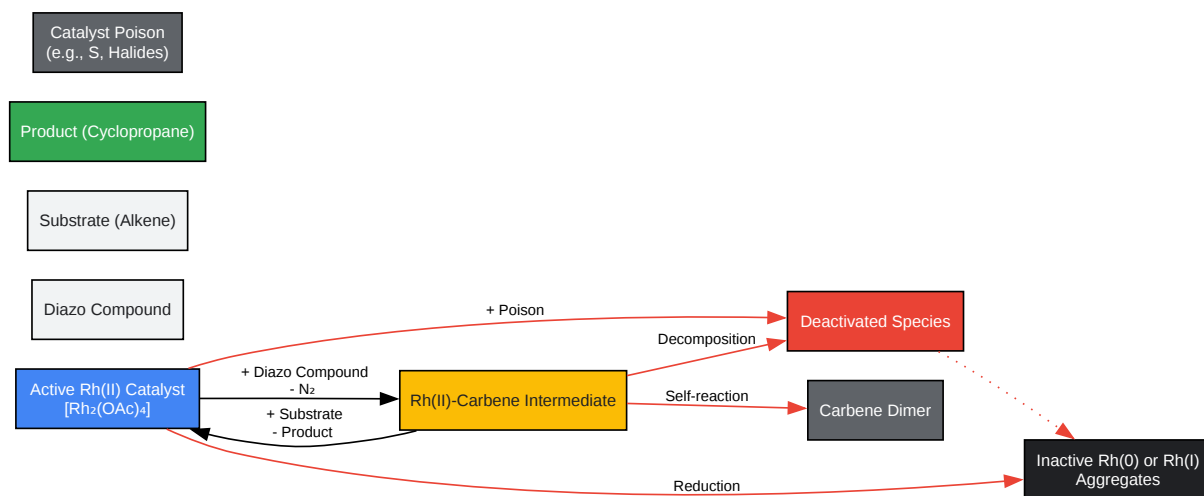 Catalyst Poison
(e.g., S, Halides)
Product (Cyclopropane)
Substrate (Alkene)
Diazo Compound
Active Rh(II) Catalyst
[Rh₂(OAc)₄]
+ Diazo Compound
- N₂
+ Substrate
- Product
Rh(II)-Carbene Intermediate
+ Poison
Decomposition
Self-reaction
Reduction
Deactivated Species
Carbene Dimer
Inactive Rh(0) or Rh(I)
Aggregates